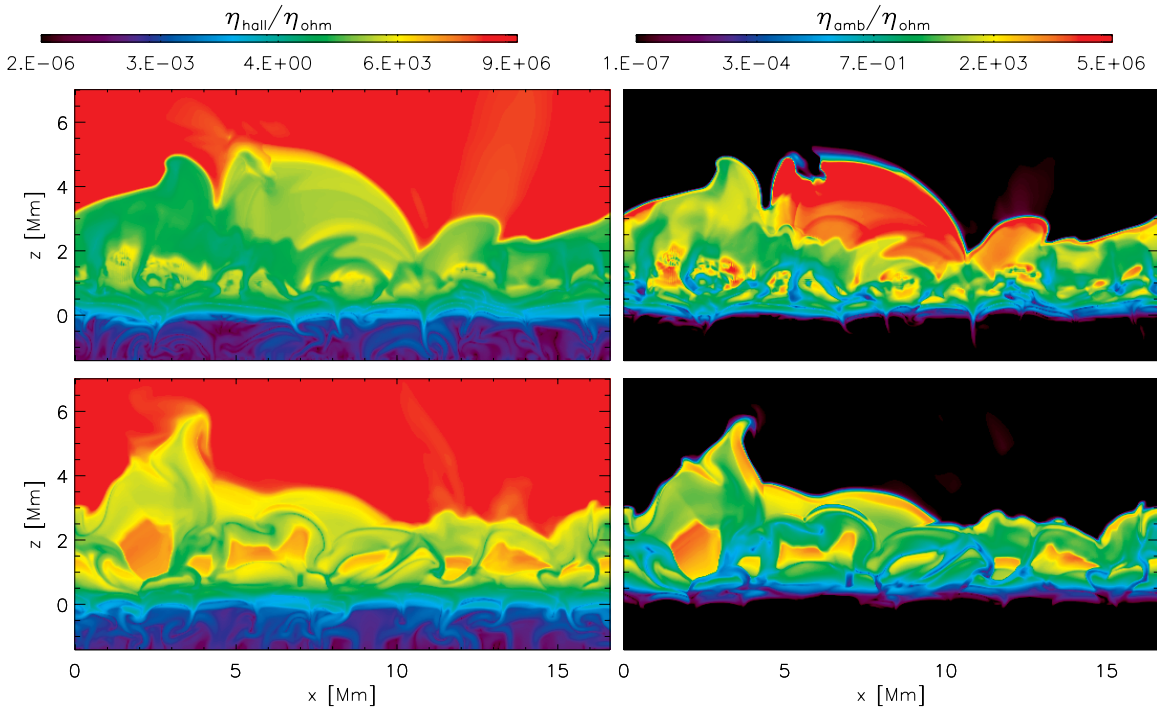 η_hall/η_ohm η_amb/η_ohm
2.E-06 3.E-03 4.E+00 6.E+03 9.E+06 1.E-07 3.E-04 7.E-01 2.E+03 5.E+06
6
4
z [Mm]
2
0
6
4
z [Mm]
2
0
0 5 10 15 0 5 10 15
x [Mm] x [Mm]